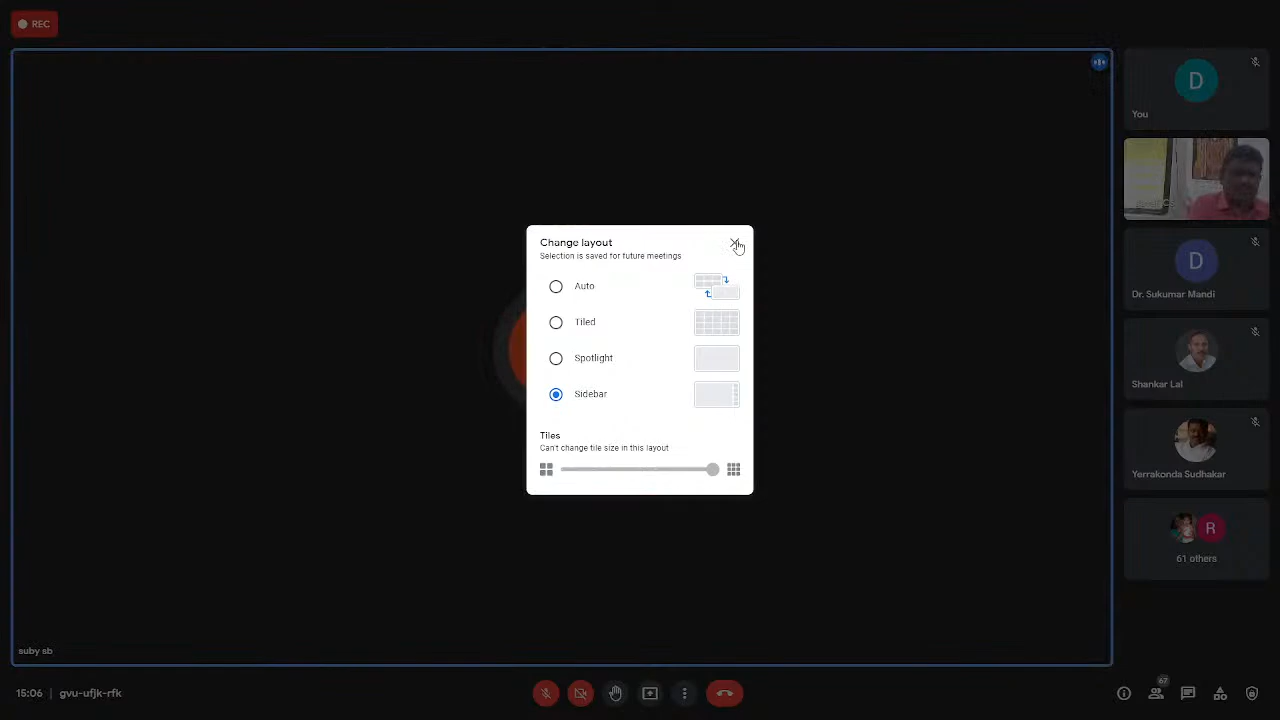 REC
D
You
Change layout
Selection is saved for future meetings
Auto
Tiled
Spotlight
Sidebar
Tiles
Can't change tile size in this layout
D
Dr. Sukumar Mandi
Shankar Lal
Yerrakonda Sudhakar
R
61 others
suby sb
15:06 | gvu-ufjk-rfk
67